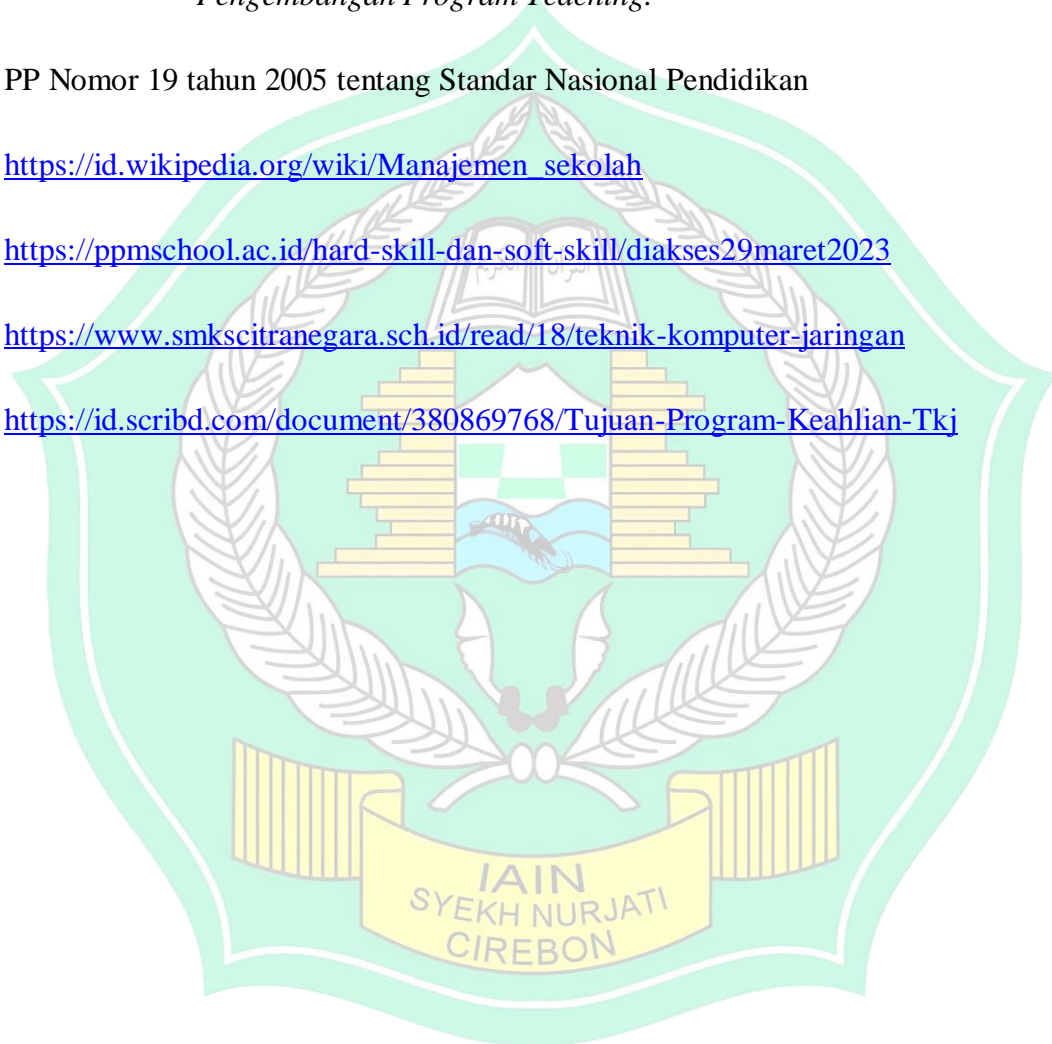 Pengembangan Program Teaching.
PP Nomor 19 tahun 2005 tentang Standar Nasional Pendidikan
https://id.wikipedia.org/wiki/Manajemen_sekolah
https://ppmschool.ac.id/hard-skill-dan-soft-skill/diakses29maret2023
https://www.smkscitranegara.sch.id/read/18/teknik-komputer-jaringan
https://id.scribd.com/document/380869768/Tujuan-Program-Keahlian-Tkj
IAIN
SYEKH NURJATI
CIREBON